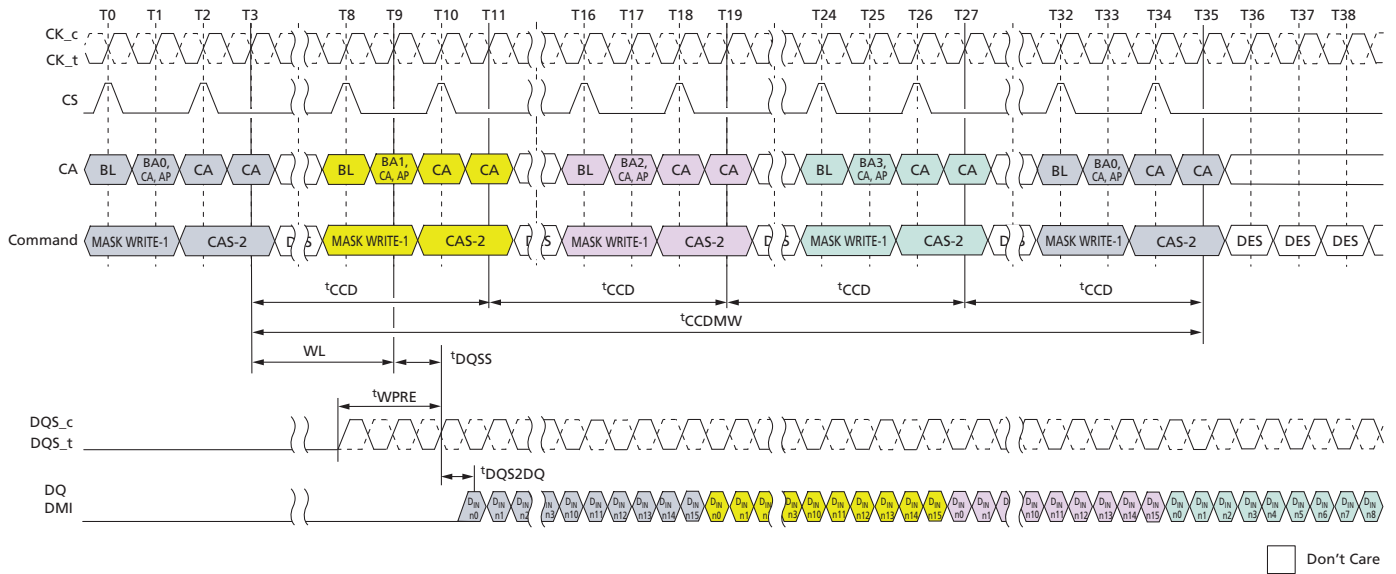 T0 T1 T2 T3 T8 T9 T10 T11 T16 T17 T18 T19 T24 T25 T26 T27 T32 T33 T34 T35 T36 T37 T38
CK_c
CK_t
CS
CA BL BA0, CA, AP CA CA BL BA1, CA, AP CA CA BL BA2, CA, AP CA CA BL BA3, CA, AP CA CA BL BA0, CA, AP CA CA
Command MASK WRITE-1 CAS-2 DES MASK WRITE-1 CAS-2 DES MASK WRITE-1 CAS-2 DES MASK WRITE-1 CAS-2 DES MASK WRITE-1 CAS-2 DES DES DES
tCCD tCCD tCCD tCCD
tCCDMW
WL tDQSS
tWPRE
DQS_c
DQS_t
tDQS2DQ
DQ
DMI
DIN n0 DIN n1 DIN n2 DIN n3 DIN n10 DIN n11 DIN n12 DIN n13 DIN n14 DIN n15 DIN n0 DIN n1 DIN n3 DIN n10 DIN n11 DIN n12 DIN n13 DIN n14 DIN n15 DIN n0 DIN n1 DIN n10 DIN n11 DIN n12 DIN n13 DIN n14 DIN n15 DIN n0 DIN n1 DIN n2 DIN n3 DIN n4 DIN n5 DIN n6 DIN n7 DIN n8
Don't Care